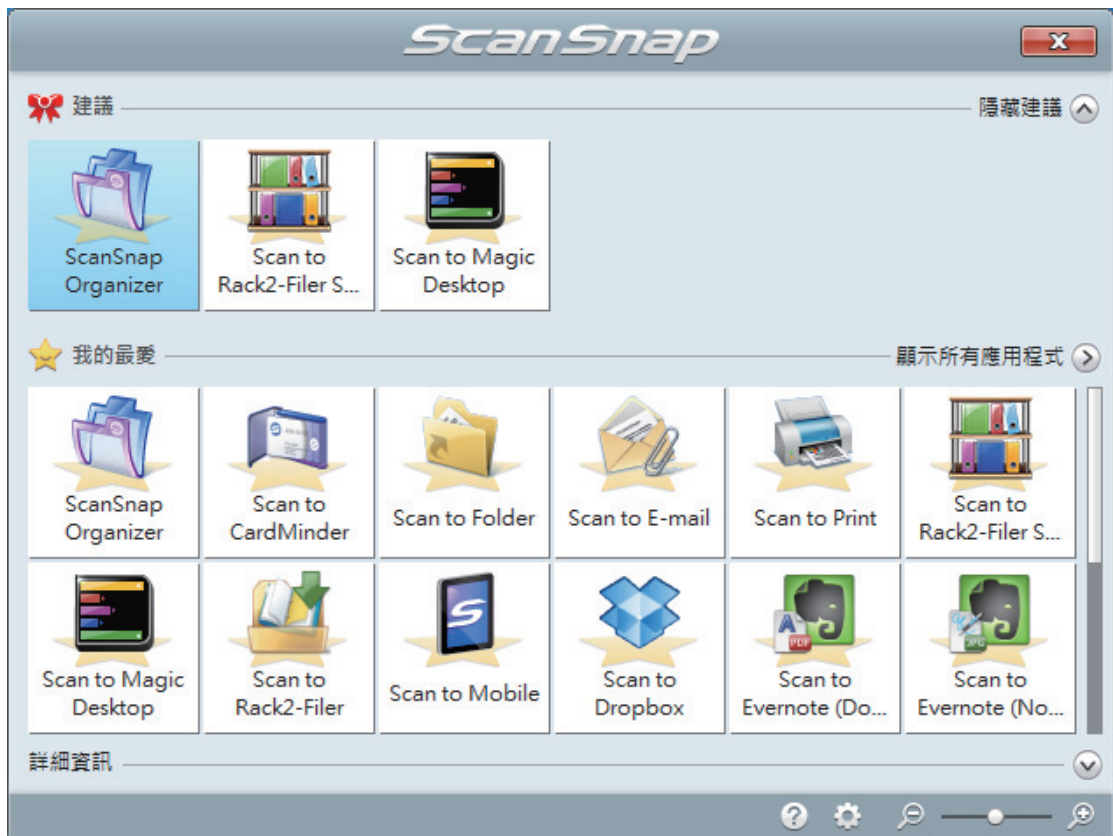 ScanSnap
建議
隱藏建議
ScanSnap
Organizer
Scan to
Rack2-Filer S...
Scan to Magic
Desktop
我的最愛
顯示所有應用程式
ScanSnap
Organizer
Scan to
CardMinder
Scan to Folder
Scan to E-mail
Scan to Print
Scan to
Rack2-Filer S...
Scan to Magic
Desktop
Scan to
Rack2-Filer
Scan to Mobile
Scan to
Dropbox
PDF
Scan to
Evernote (Do...
JPG
Scan to
Evernote (No...
詳細資訊